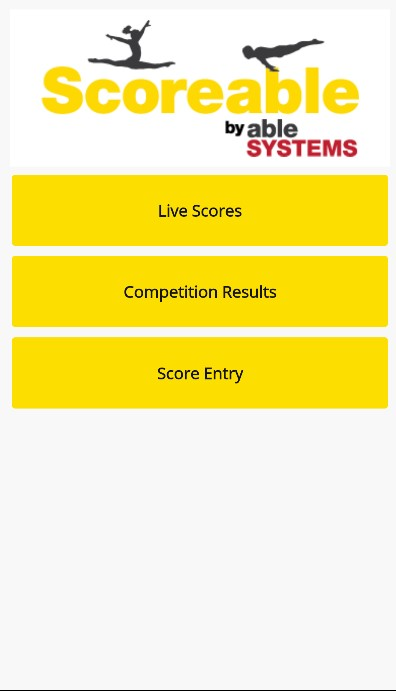 Scoreable
by able
SYSTEMS
Live Scores
Competition Results
Score Entry